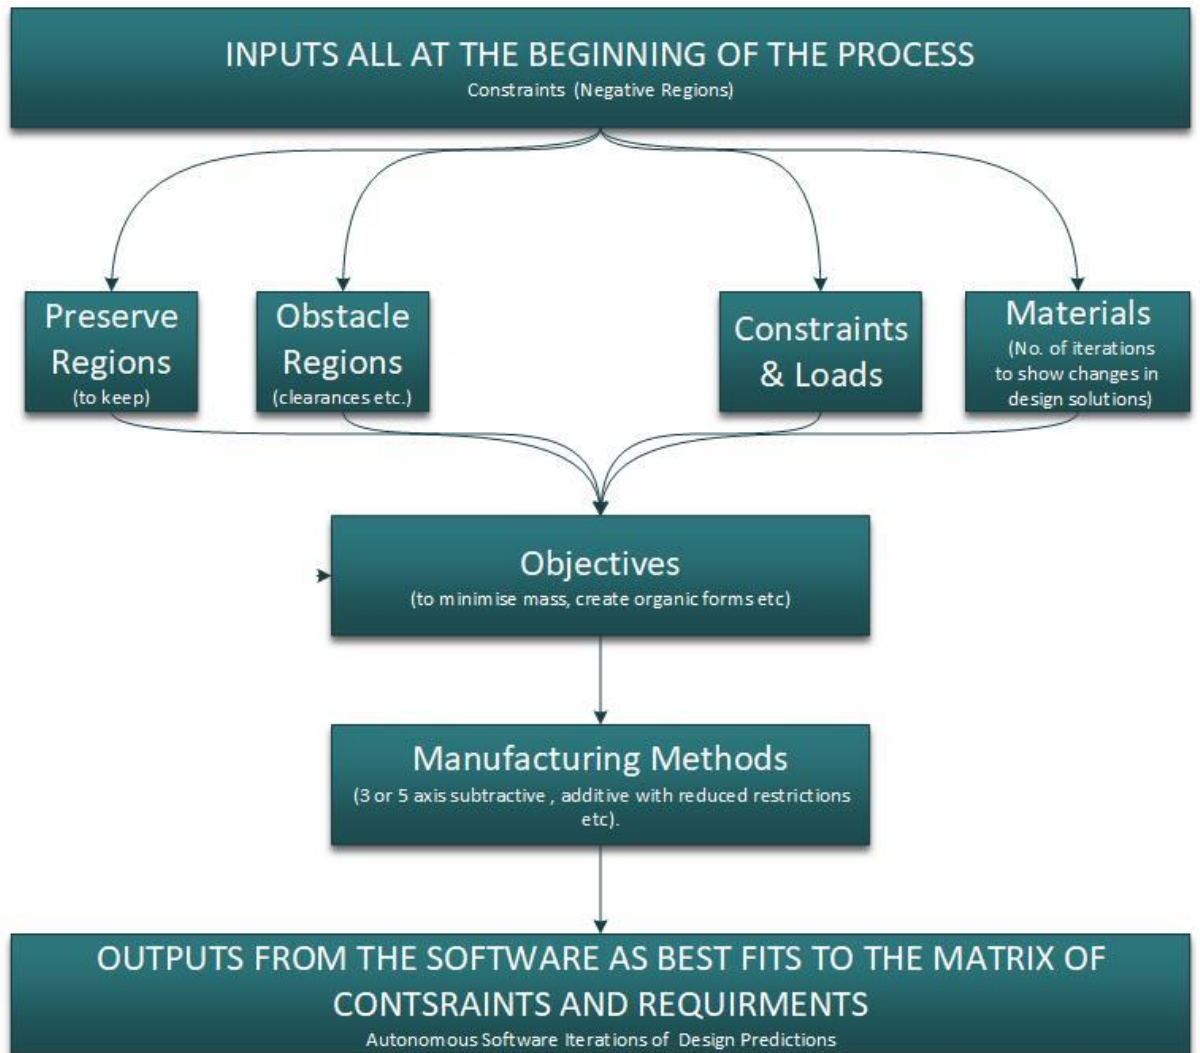 INPUTS ALL AT THE BEGINNING OF THE PROCESS
Constraints (Negative Regions)
Preserve
Regions
(to keep)
Obstacle
Regions
(clearances etc.)
Constraints
& Loads
Materials
(No. of iterations
to show changes in
design solutions)
Objectives
(to minimise mass, create organic forms etc)
Manufacturing Methods
(3 or 5 axis subtractive , additive with reduced restrictions
etc).
OUTPUTS FROM THE SOFTWARE AS BEST FITS TO THE MATRIX OF
CONTSRAINTS AND REQUIRMENTS
Autonomous Software Iterations of Design Predictions